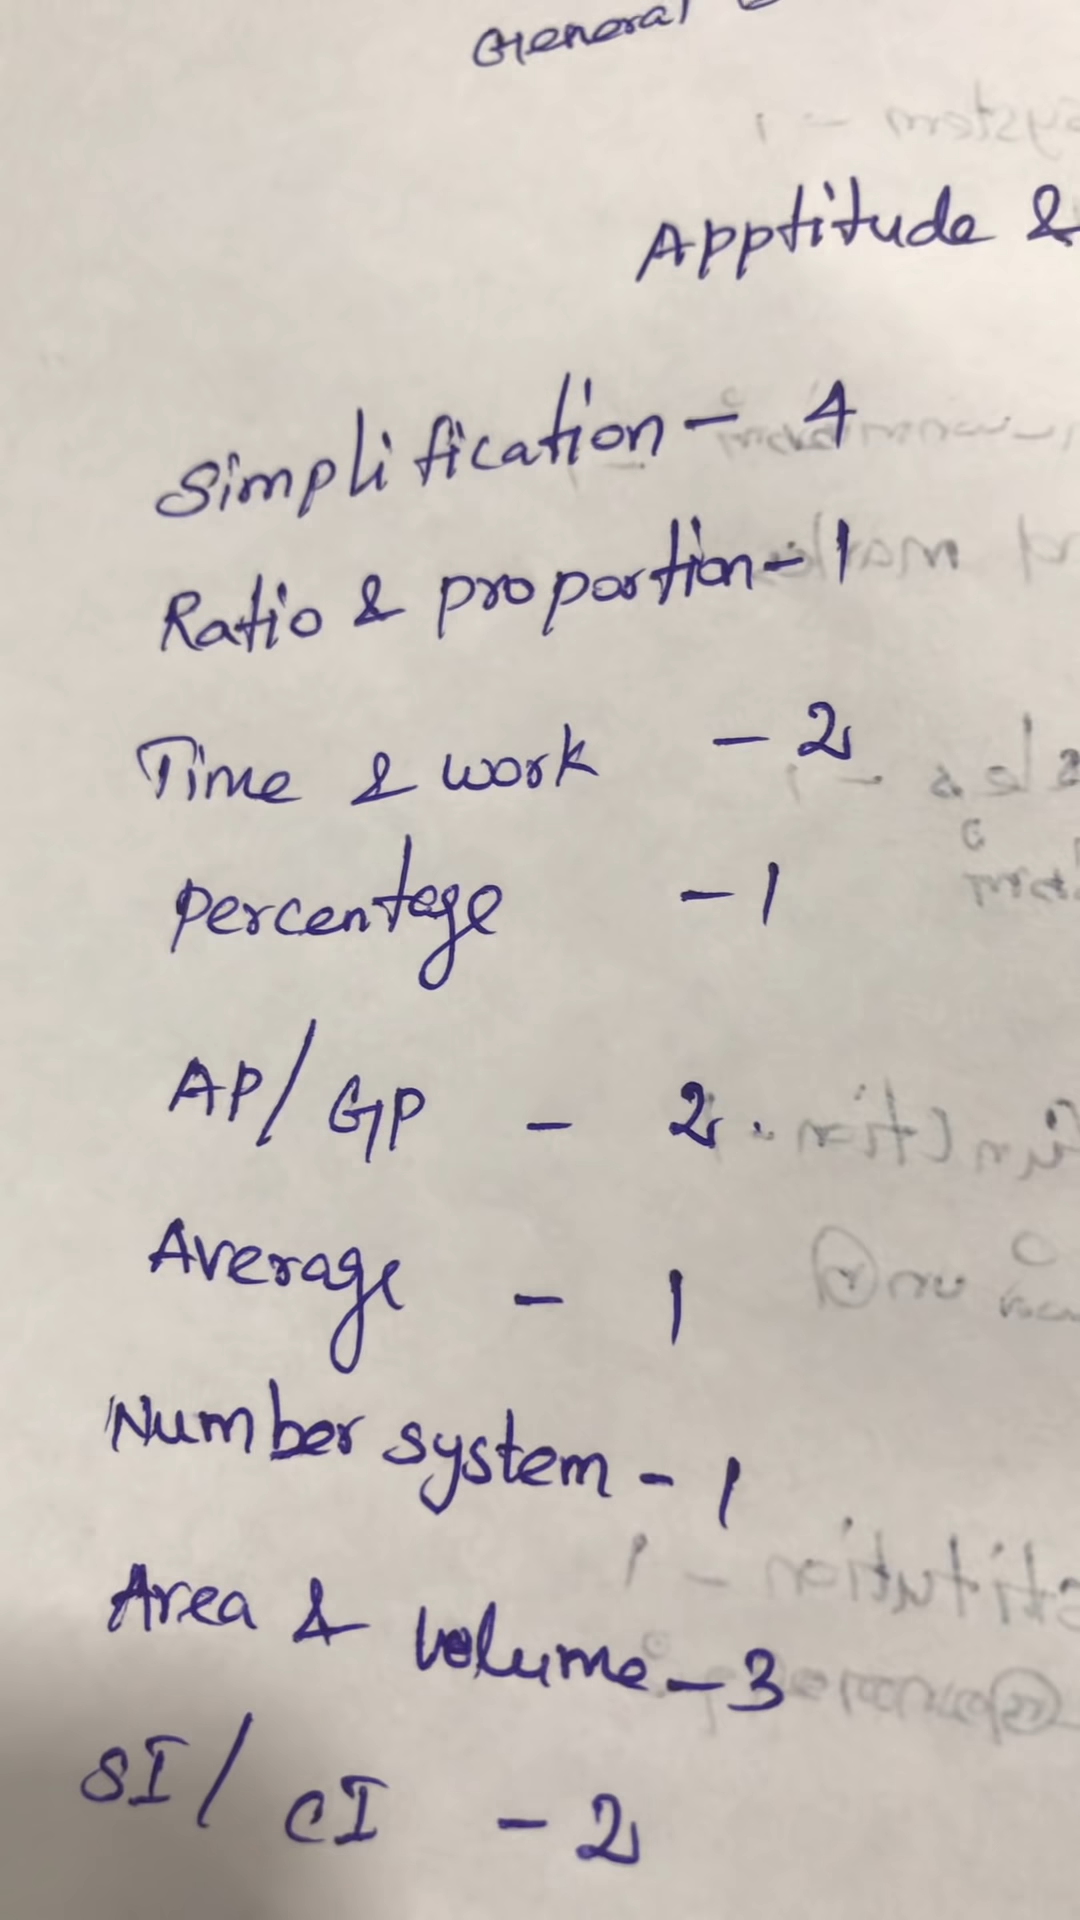 General
Apptitude &
Simplification - 4
Ratio & proportion - 1
Time & work - 2
percentege - 1
AP/GP - 2
Average - 1
Number system - 1
Area & volume - 3
SI/CI - 2